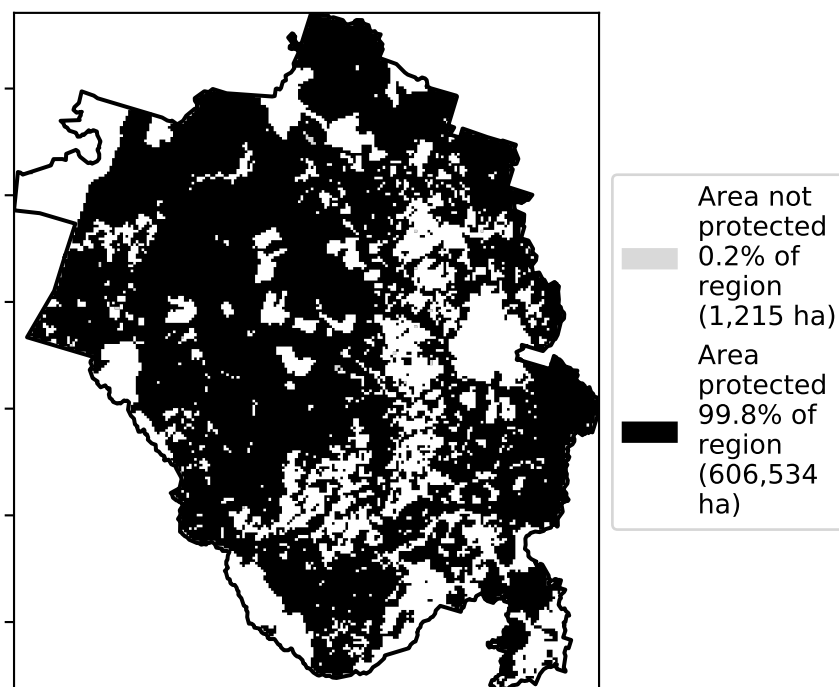 Area not
protected
0.2% of
region
(1,215 ha)
Area
protected
99.8% of
region
(606,534
ha)